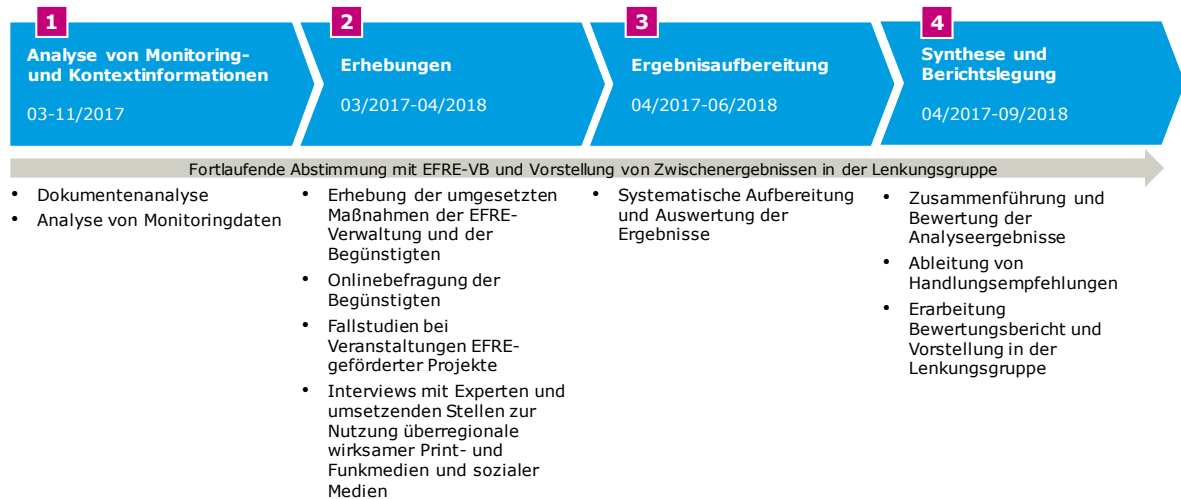 1
Analyse von Monitoring-
und Kontextinformationen
03-11/2017
2
Erhebungen
03/2017-04/2018
3
Ergebnisaufbereitung
04/2017-06/2018
4
Synthese und
Berichtslegung
04/2017-09/2018
Fortlaufende Abstimmung mit EFRE-VB und Vorstellung von Zwischenergebnissen in der Lenkungsgruppe
• Dokumentenanalyse
• Analyse von Monitoringdaten
• Erhebung der umgesetzten
Maßnahmen der EFRE-
Verwaltung und der
Begünstigten
• Onlinebefragung der
Begünstigten
• Fallstudien bei
Veranstaltungen EFRE-
geförderter Projekte
• Interviews mit Experten und
umsetzenden Stellen zur
Nutzung überregionale
wirksamer Print- und
Funkmedien und sozialer
Medien
• Systematische Aufbereitung
und Auswertung der
Ergebnisse
• Zusammenführung und
Bewertung der
Analyseergebnisse
• Ableitung von
Handlungsempfehlungen
• Erarbeitung
Bewertungsbericht und
Vorstellung in der
Lenkungsgruppe